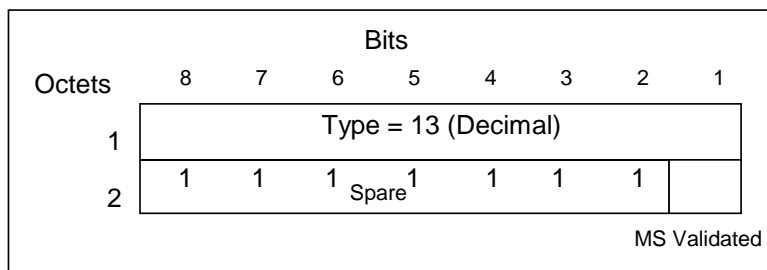 Bits
Octets 8 7 6 5 4 3 2 1
1 Type = 13 (Decimal)
2 1 1 1 1 1 1 1
Spare
MS Validated